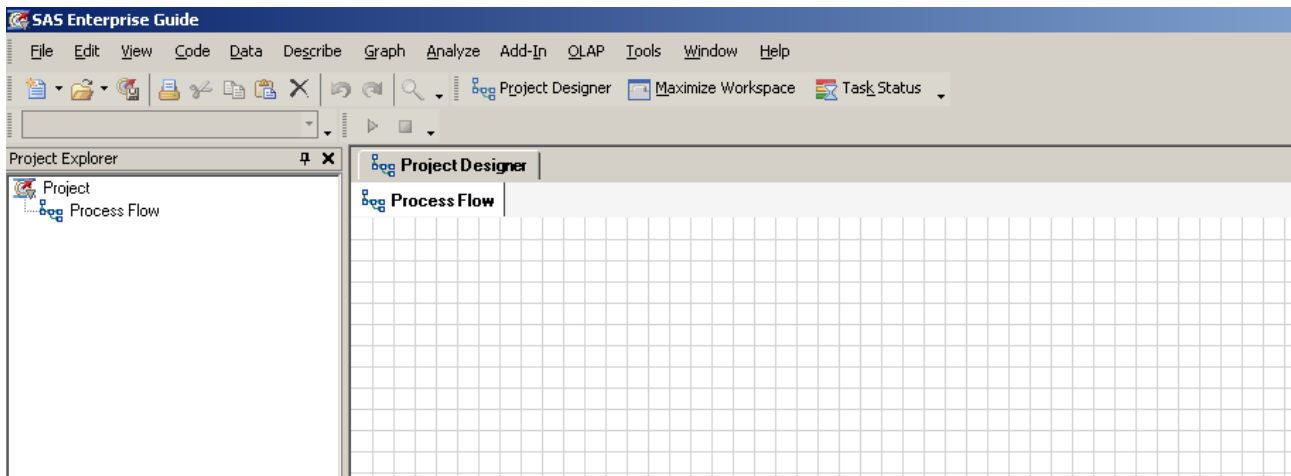 SAS Enterprise Guide
File Edit View Code Data Describe Graph Analyze Add-In OLAP Tools Window Help
Project Designer Maximize Workspace Task Status
Project Explorer
Project Designer
Project
Process Flow
Process Flow